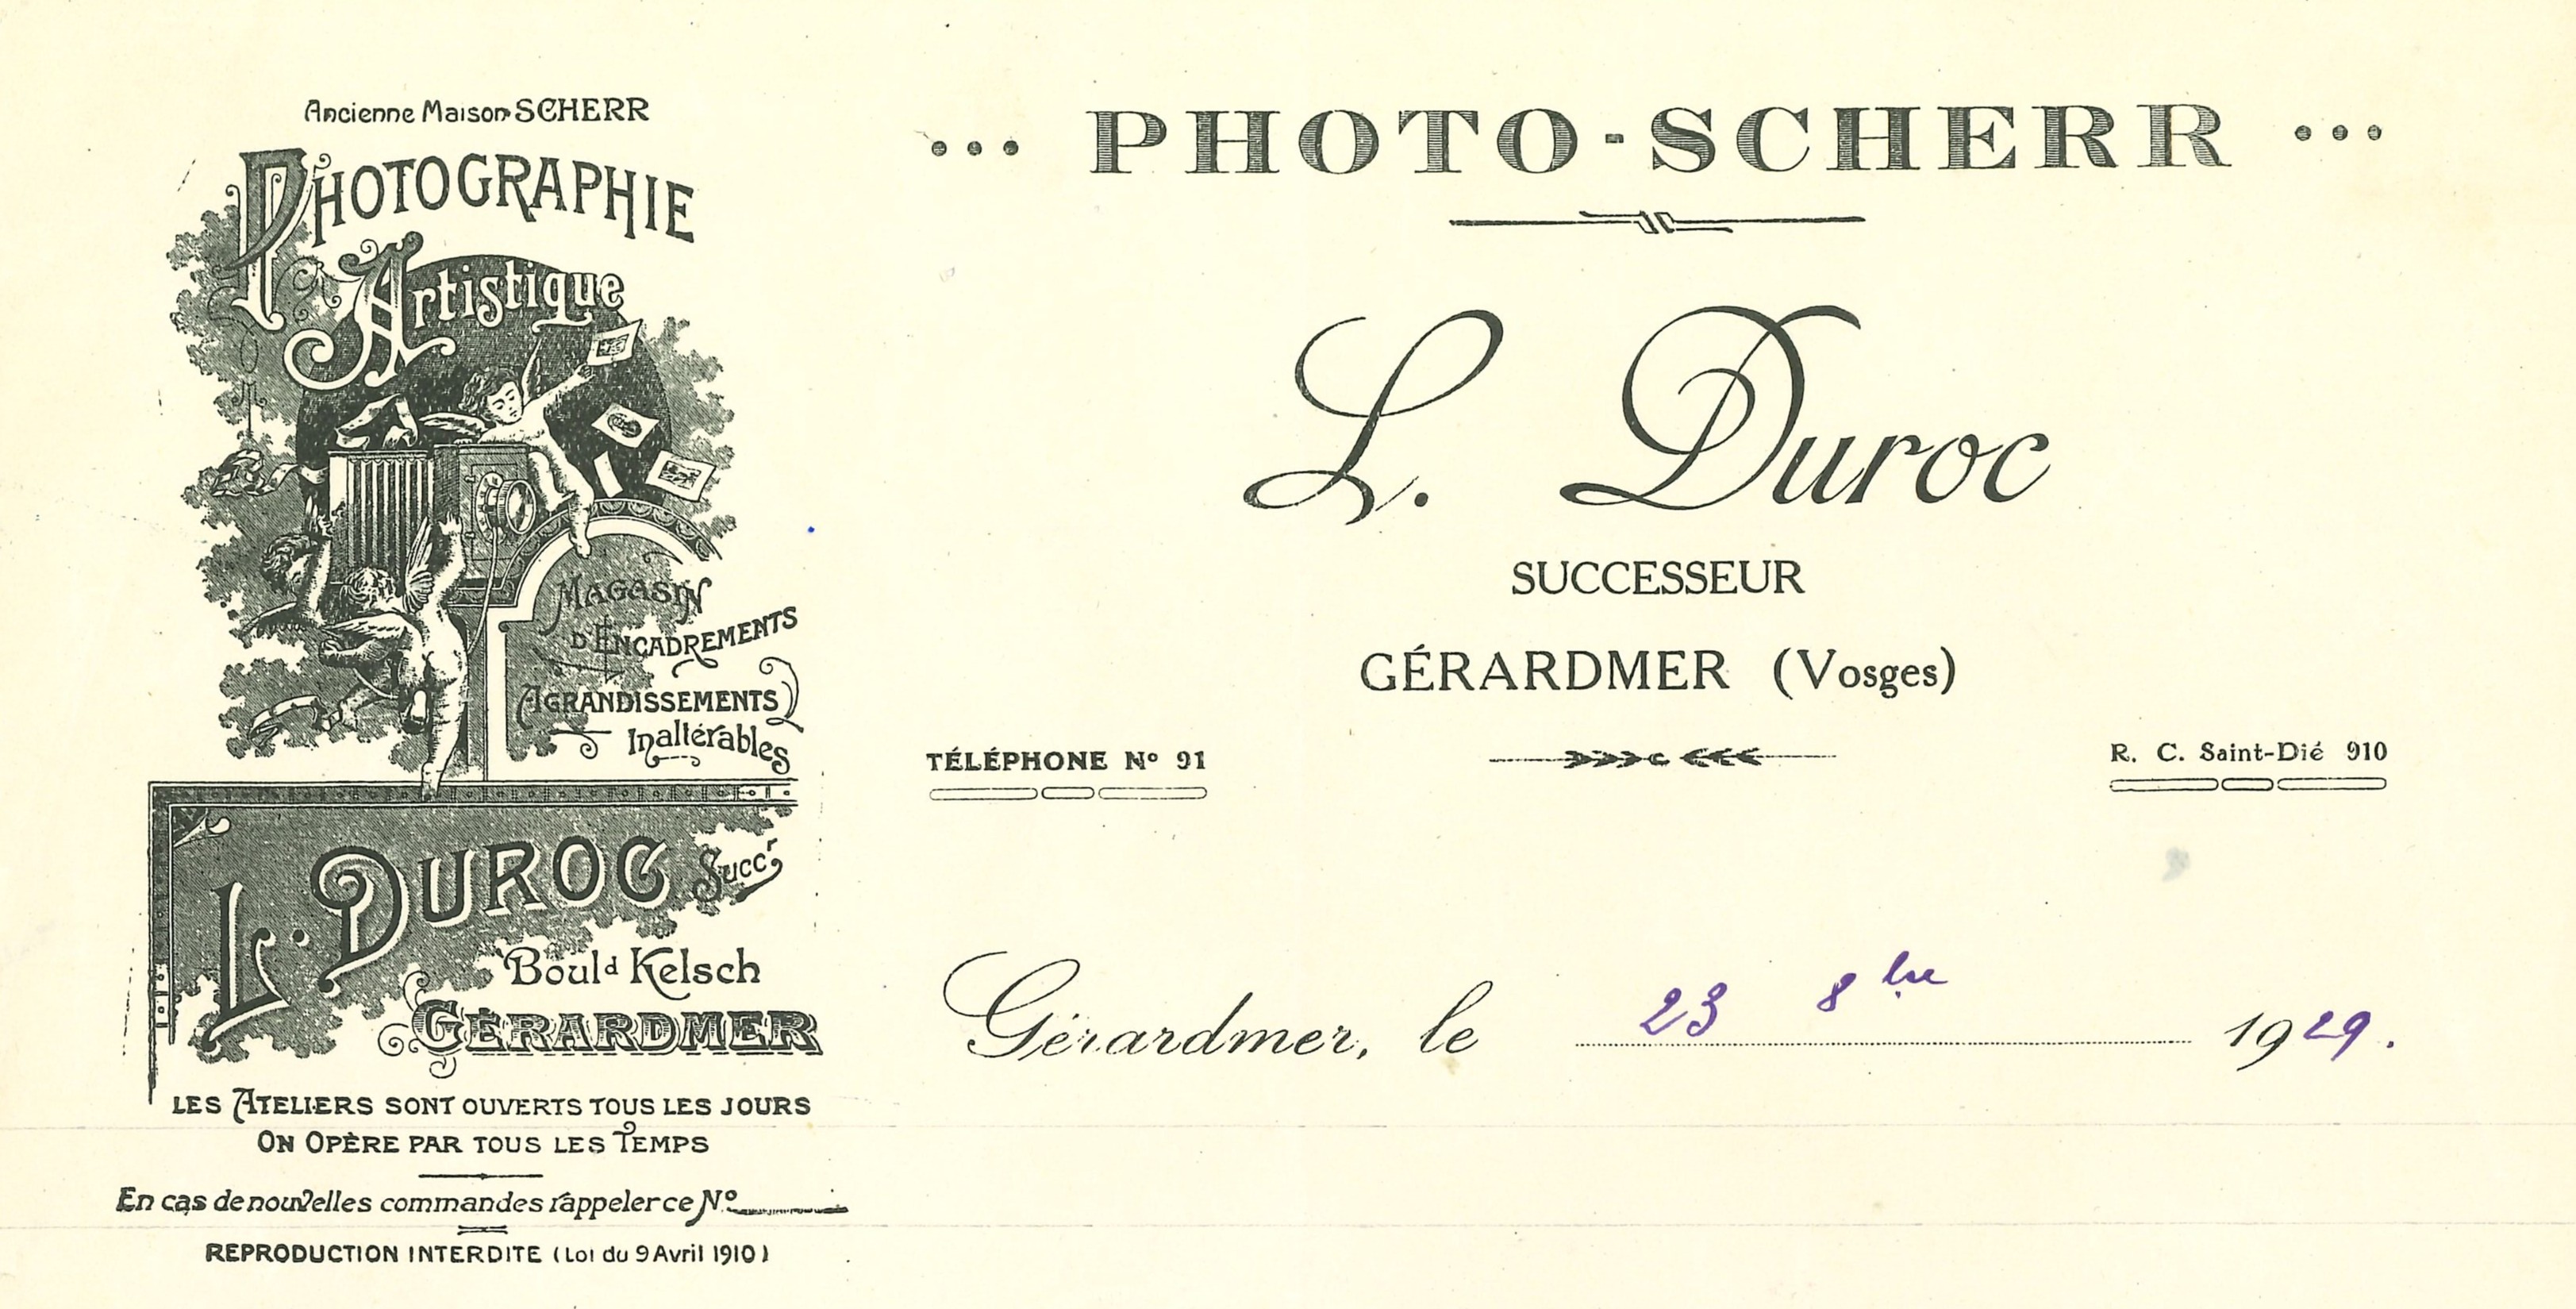 Ancienne Maison SCHERR
PHOTOGRAPHIE
Artistique
MAGASIN
D'ENCADREMENTS
AGRANDISSEMENTS
Inaltérables
L. DUROC Succr
Bould Kelsch
GÉRARDMER
LES ATELIERS SONT OUVERTS TOUS LES JOURS
ON OPÈRE PAR TOUS LES TEMPS
En cas de nouvelles commandes rappeler ce No
REPRODUCTION INTERDITE (Loi du 9 Avril 1910)
... PHOTO-SCHERR ...
L. Duroc
SUCCESSEUR
GÉRARDMER (Vosges)
TÉLÉPHONE No 91
R. C. Saint-Dié 910
Gérardmer, le 23 8bre 1929.